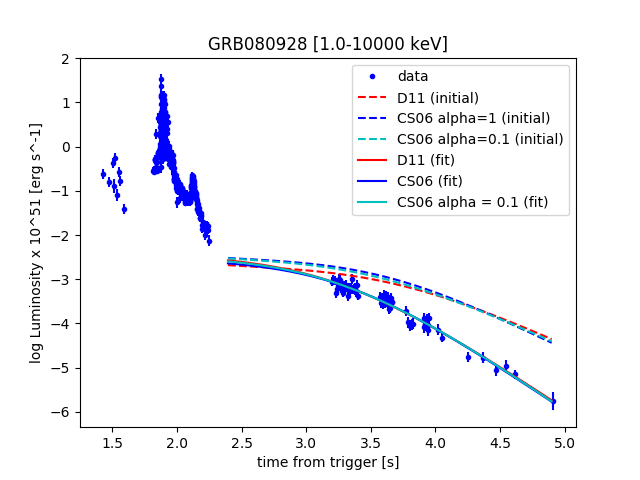 GRB080928 [1.0-10000 keV]
data
D11 (initial)
CS06 alpha=1 (initial)
CS06 alpha=0.1 (initial)
D11 (fit)
CS06 (fit)
CS06 alpha = 0.1 (fit)
log Luminosity x 10^51 [erg s^-1]
2
1
0
−1
−2
−3
−4
−5
−6
1.5 2.0 2.5 3.0 3.5 4.0 4.5 5.0
time from trigger [s]